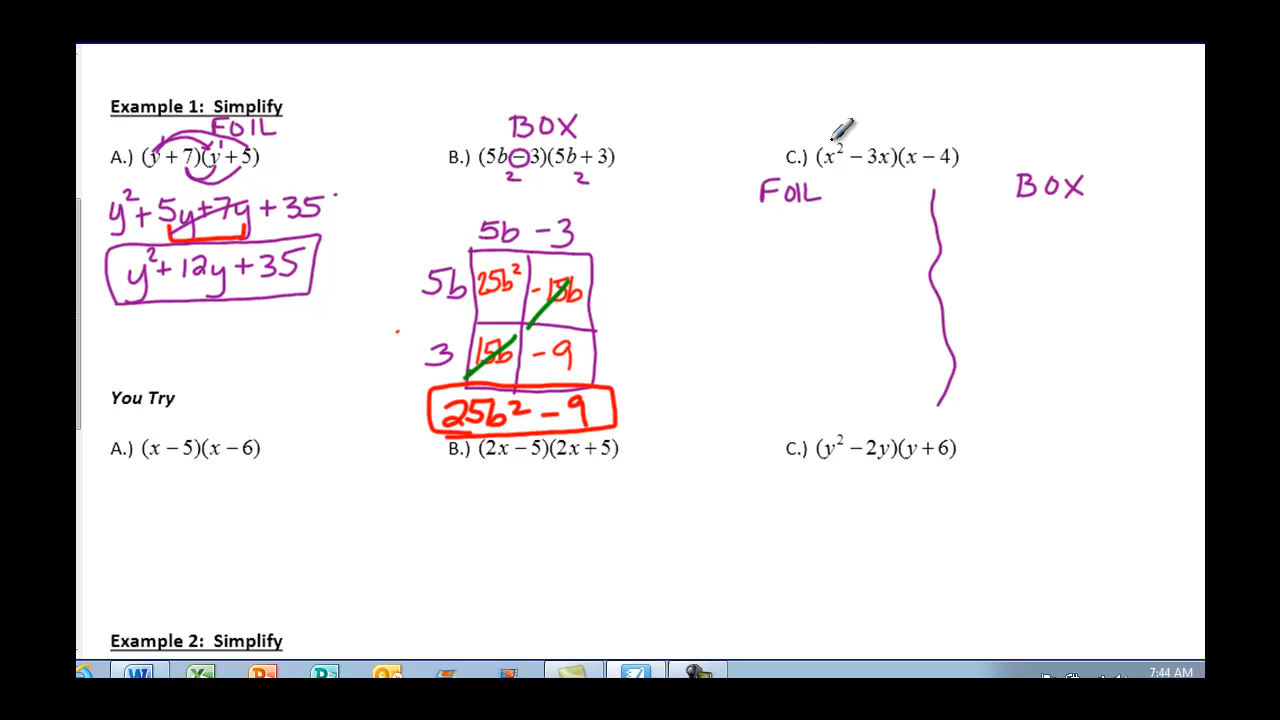 Example 1: Simplify
FOIL
BOX
A.) (y + 7)(y + 5)
B.) (5b − 3)(5b + 3)
C.) (x² − 3x)(x − 4)
2 2
FOIL
BOX
y² + 5y + 7y + 35
y² + 12y + 35
5b − 3
5b 25b² − 15b
3 15b − 9
25b² − 9
You Try
A.) (x − 5)(x − 6)
B.) (2x − 5)(2x + 5)
C.) (y² − 2y)(y + 6)
Example 2: Simplify
7:44 AM